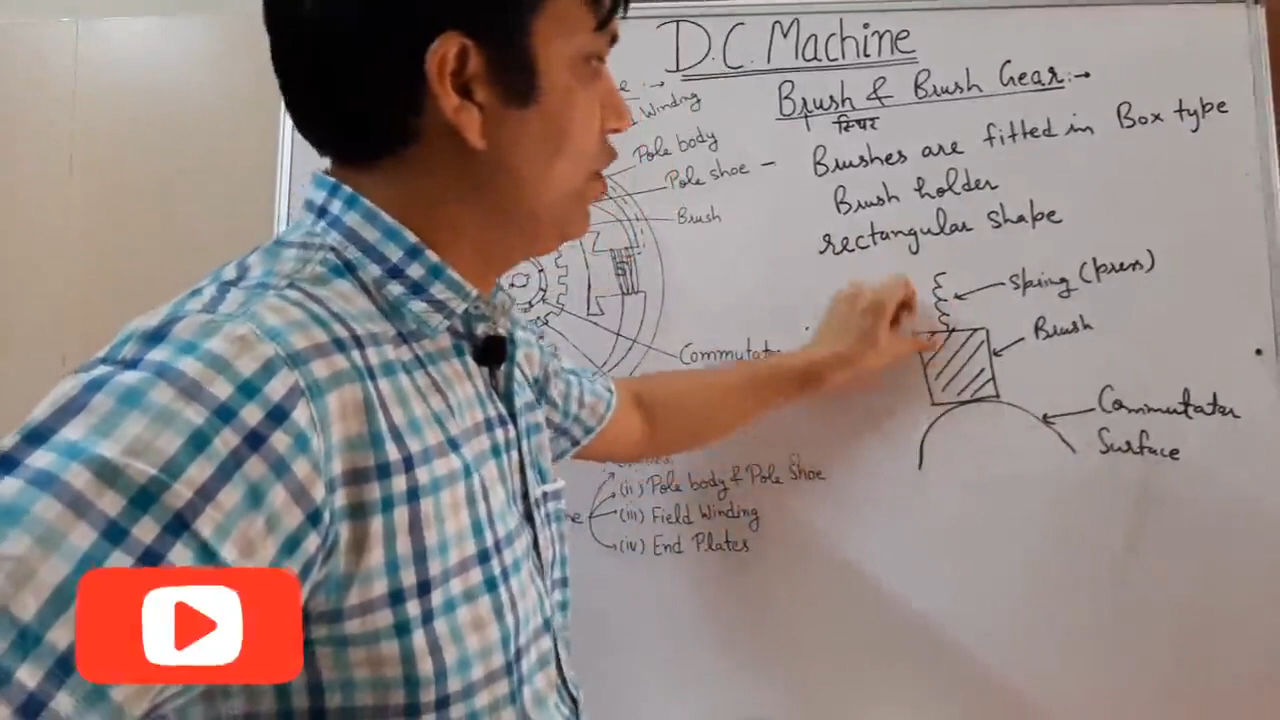 D.C. Machine
Brush & Brush Gear :-
स्थिर
Brushes are fitted in Box type
Brush holder
rectangular shape
Spring (press)
Brush
Commutator
Surface
Winding
Pole body
Pole shoe -
Brush
(ii) Pole body & Pole Shoe
(iii) Field Winding
(iv) End Plates